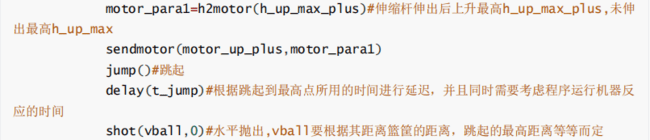 motor_para1=h2motor(h_up_max_plus)#伸缩杆伸出后上升最高h_up_max_plus,未伸
出最高h_up_max
sendmotor(motor_up_plus,motor_para1)
jump()#跳起
delay(t_jump)#根据跳起到最高点所用的时间进行延迟，并且同时需要考虑程序运行机器反
应的时间
shot(vball,0)#水平抛出,vball要根据其距离篮筐的距离，跳起的最高距离等等而定